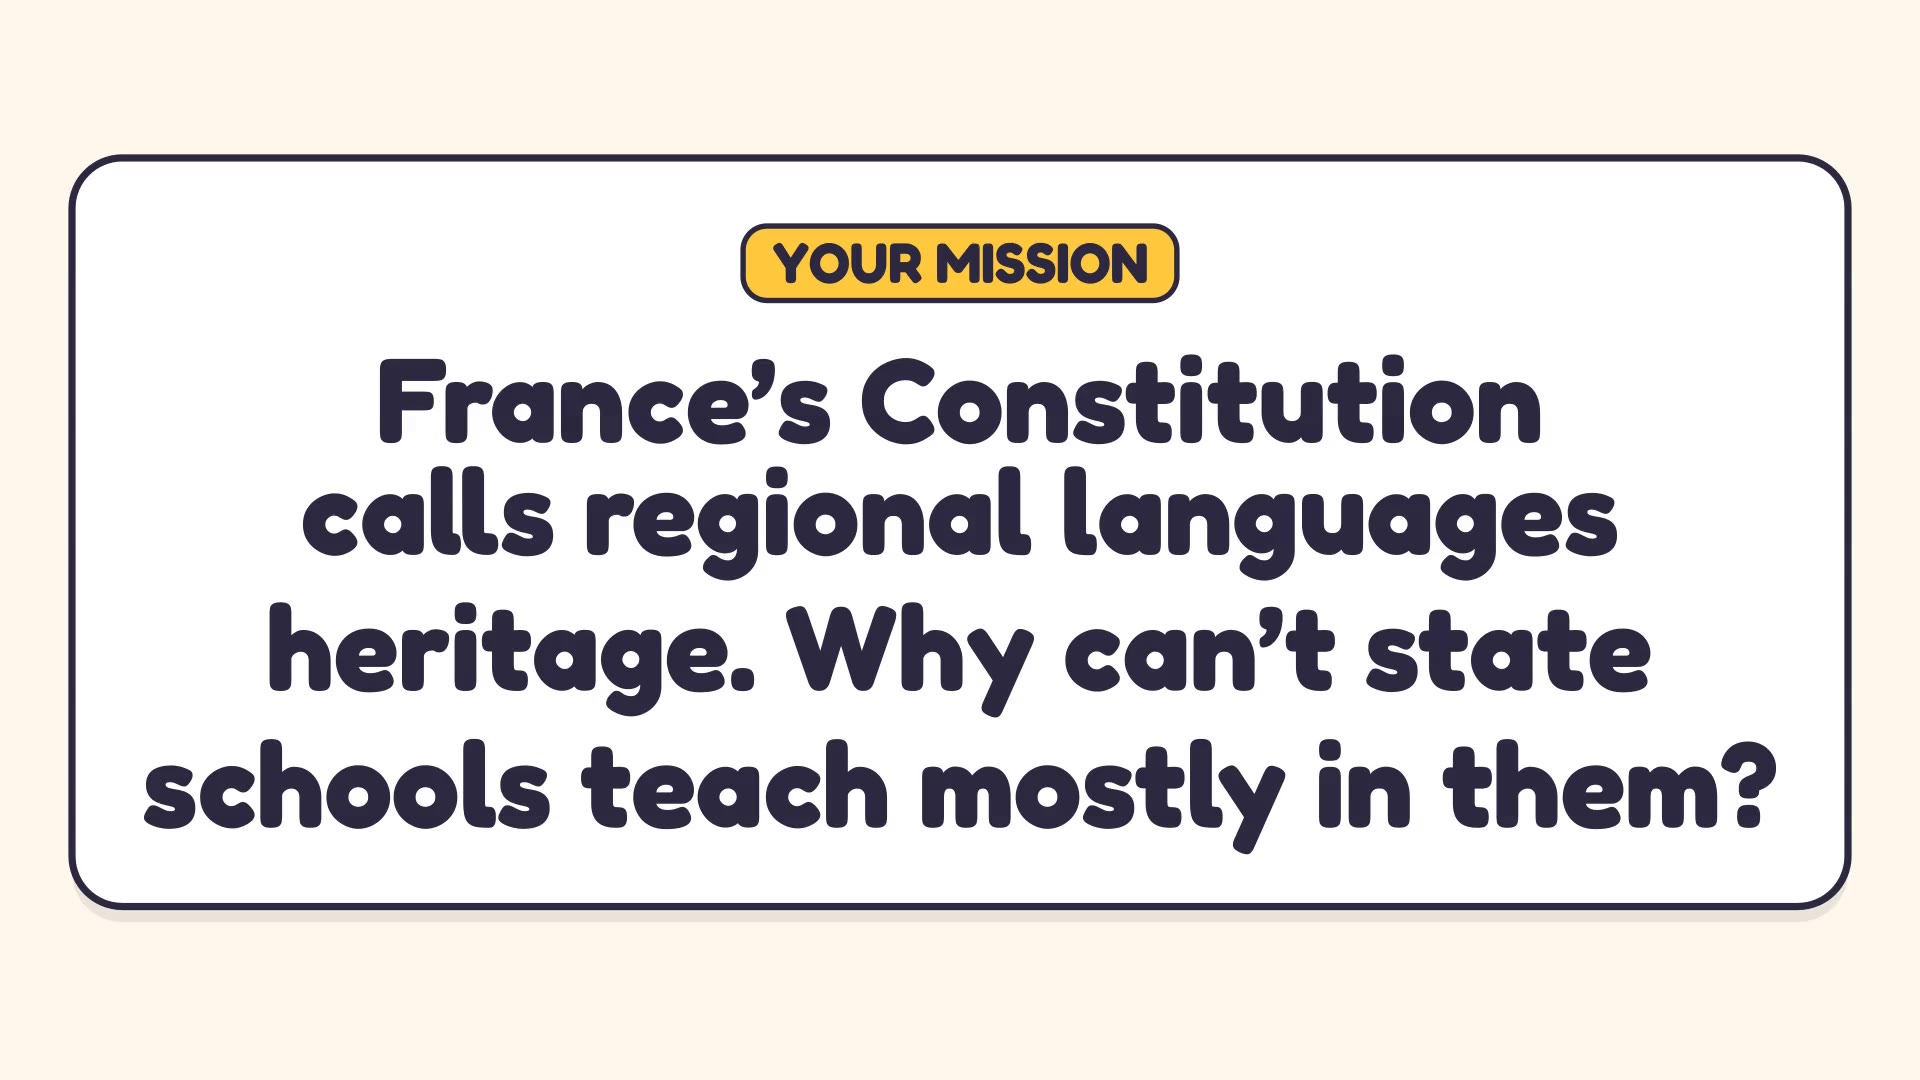 YOUR MISSION
France’s Constitution
calls regional languages
heritage. Why can’t state
schools teach mostly in them?